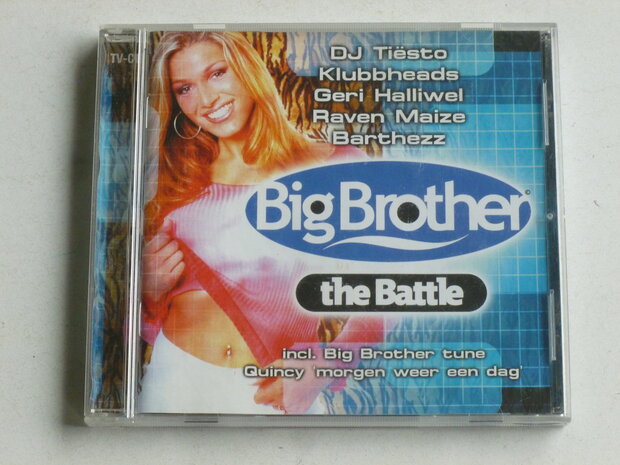 DJ Tiësto
Klubbheads
Geri Halliwel
Raven Maize
Barthezz
Big Brother ©
the Battle
incl. Big Brother tune
Quincy 'morgen weer een dag'